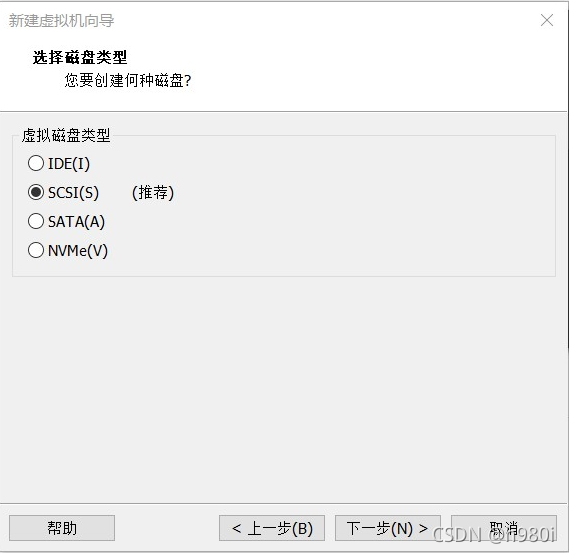 新建虚拟机向导
选择磁盘类型
您要创建何种磁盘?
虚拟磁盘类型
IDE(I)
SCSI(S) (推荐)
SATA(A)
NVMe(V)
帮助 < 上一步(B) 下一步(N) > 取消
CSDN @ff980i